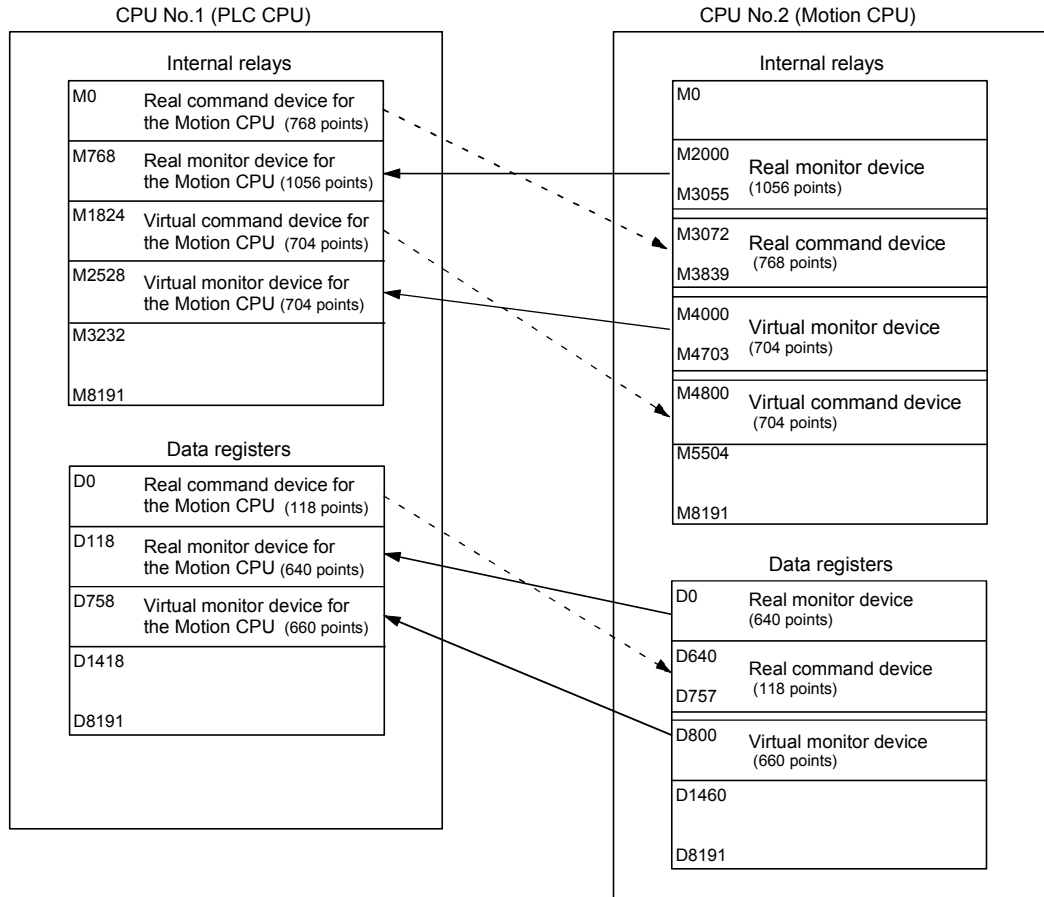 CPU No.1 (PLC CPU)
Internal relays
M0 Real command device for
the Motion CPU (768 points)
M768 Real monitor device for
the Motion CPU (1056 points)
M1824 Virtual command device for
the Motion CPU (704 points)
M2528 Virtual monitor device for
the Motion CPU (704 points)
M3232
M8191
Data registers
D0 Real command device for
the Motion CPU (118 points)
D118 Real monitor device for
the Motion CPU (640 points)
D758 Virtual monitor device for
the Motion CPU (660 points)
D1418
D8191
CPU No.2 (Motion CPU)
Internal relays
M0
M2000 Real monitor device
(1056 points)
M3055
M3072 Real command device
(768 points)
M3839
M4000 Virtual monitor device
(704 points)
M4703
M4800 Virtual command device
(704 points)
M5504
M8191
Data registers
D0 Real monitor device
(640 points)
D640 Real command device
(118 points)
D757
D800 Virtual monitor device
(660 points)
D1460
D8191